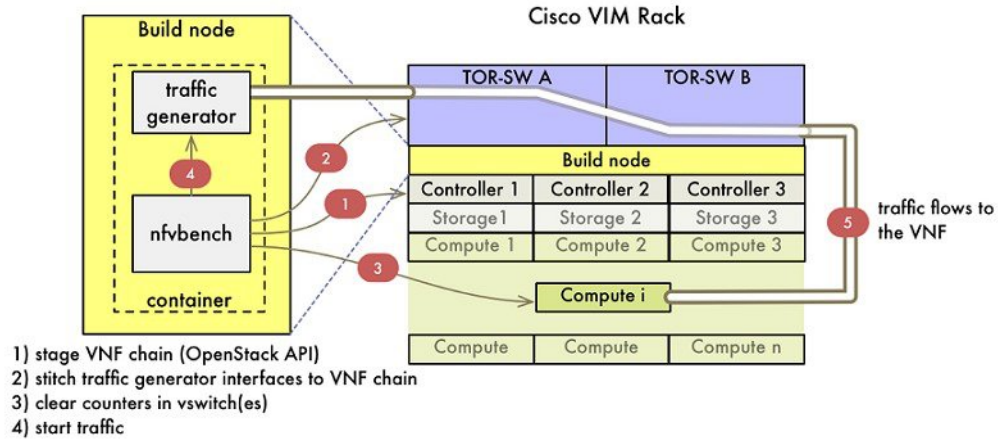 Cisco VIM Rack
Build node
traffic
generator
4
nfvbench
container
2
1
3
TOR-SW A
TOR-SW B
Build node
Controller 1
Controller 2
Controller 3
Storage1
Storage 2
Storage 3
Compute 1
Compute 2
Compute 3
Compute i
Compute
Compute
Compute n
5
traffic flows to
the VNF
1) stage VNF chain (OpenStack API)
2) stitch traffic generator interfaces to VNF chain
3) clear counters in vswitch(es)
4) start traffic